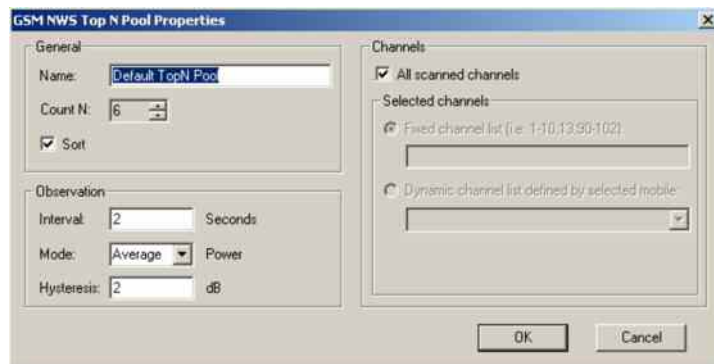 GSM NWS Top N Pool Properties
General
Name: Default TopN Pool
Count N: 6
Sort
Observation
Interval: 2 Seconds
Mode: Average Power
Hysteresis: 2 dB
Channels
All scanned channels
Selected channels
Fixed channel list (i.e. 1-10,13,90-102):
Dynamic channel list defined by selected mobile:
OK Cancel